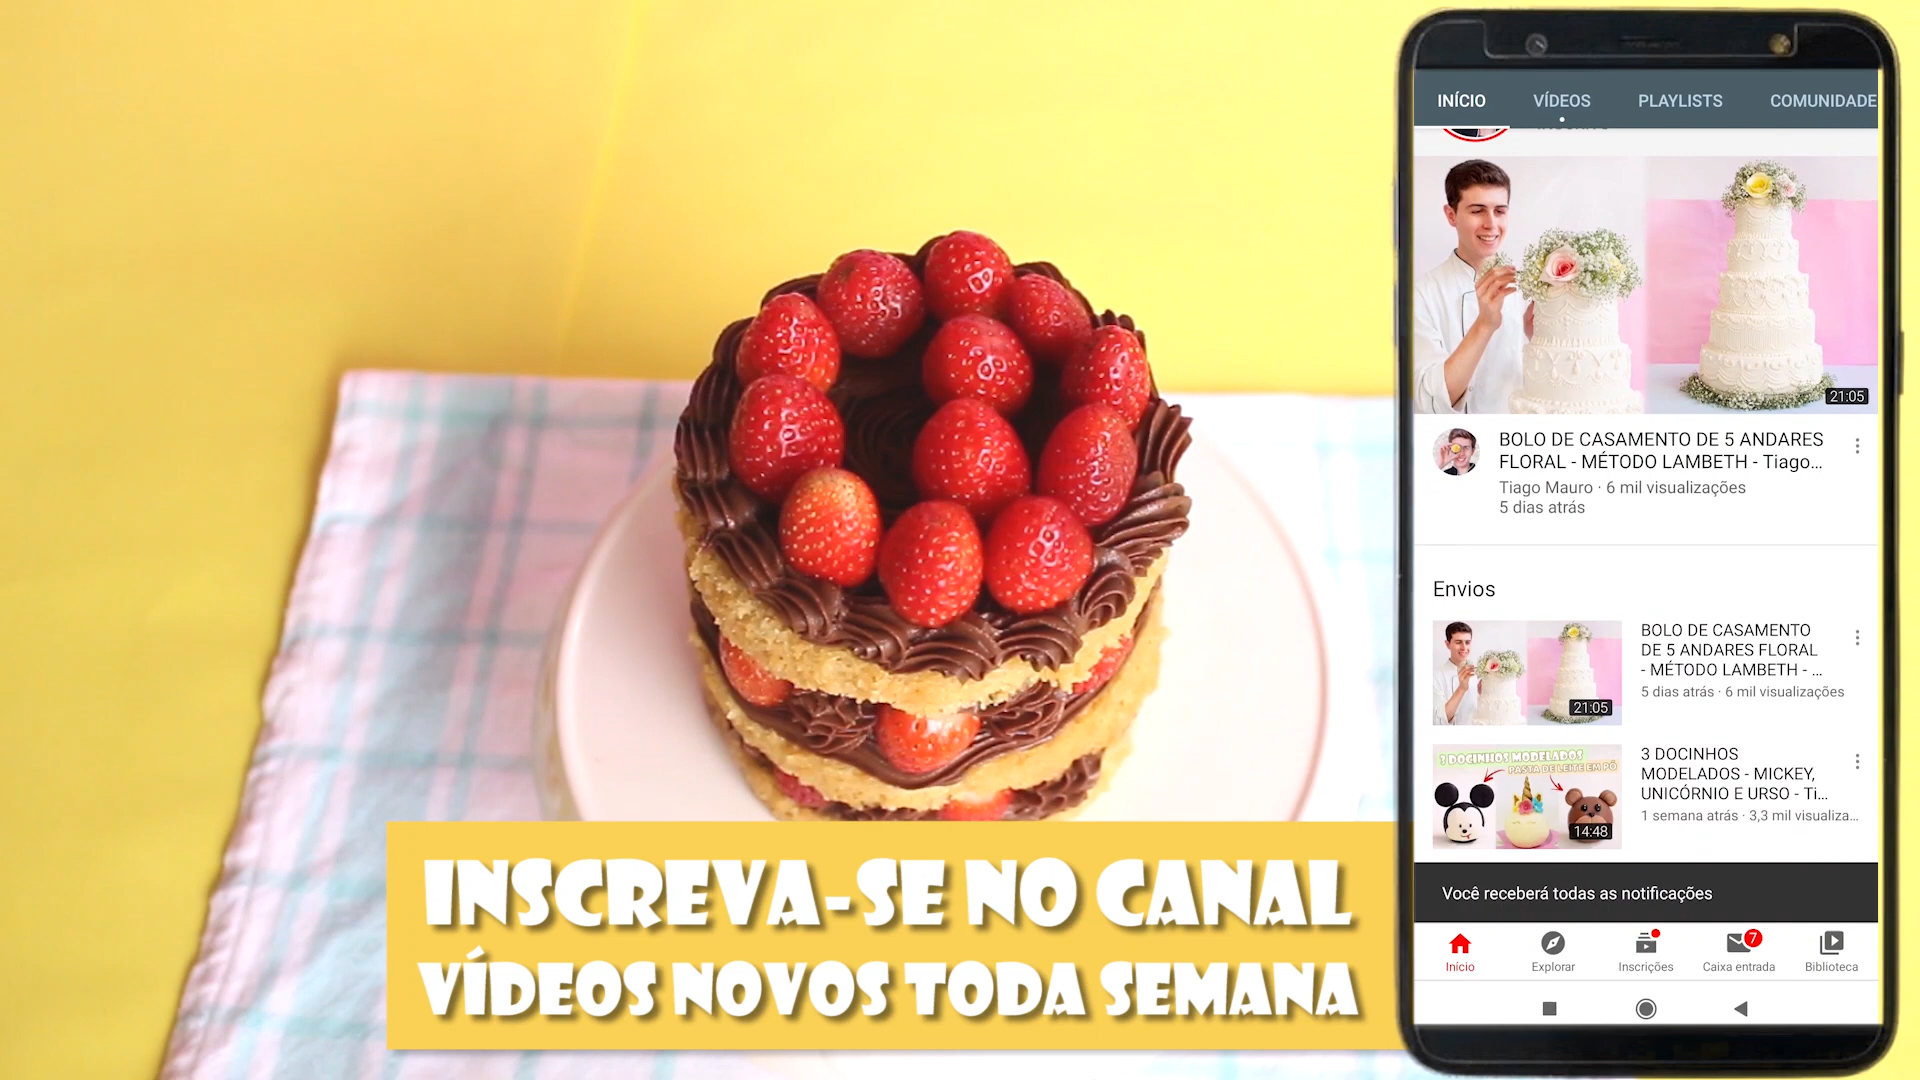 INSCREVA-SE NO CANAL
VÍDEOS NOVOS TODA SEMANA
INÍCIO VÍDEOS PLAYLISTS COMUNIDADE
21:05
BOLO DE CASAMENTO DE 5 ANDARES
FLORAL - MÉTODO LAMBETH - Tiago...
Tiago Mauro · 6 mil visualizações
5 dias atrás
Envios
BOLO DE CASAMENTO
DE 5 ANDARES FLORAL
- MÉTODO LAMBETH - ...
5 dias atrás · 6 mil visualizações
21:05
3 DOCINHOS MODELADOS
PASTA DE LEITE EM PÓ
14:48
3 DOCINHOS
MODELADOS - MICKEY,
UNICÓRNIO E URSO - Ti...
1 semana atrás · 3,3 mil visualiza...
Você receberá todas as notificações
7
Início Explorar Inscrições Caixa entrada Biblioteca